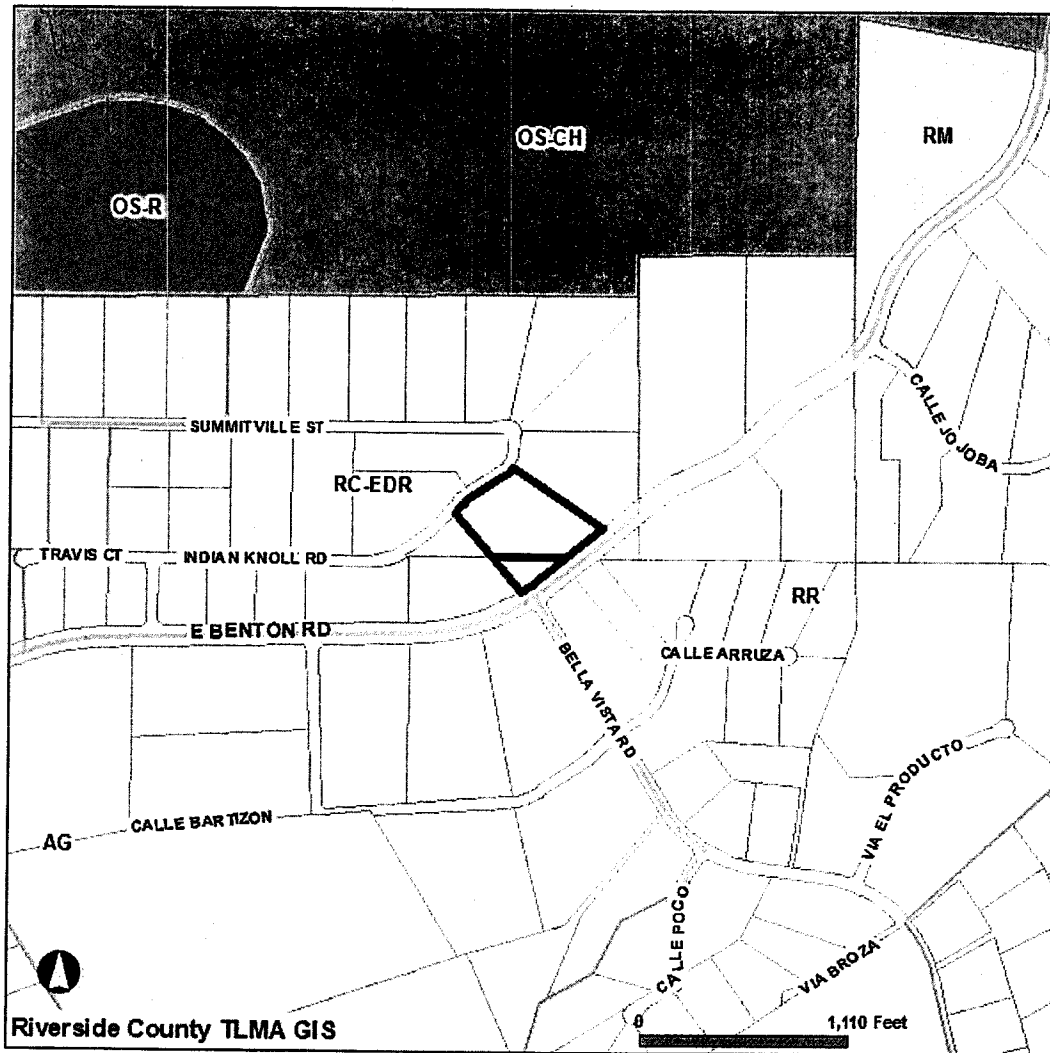 OS-CH
RM
OS-R
CALLE JOJOBA
SUMMITVILLE ST
RC-EDR
TRAVIS CT
INDIAN KNOLL RD
RR
E BENTON RD
CALLE ARRUZA
BELLA VISTA RD
VIA EL PRODUCTO
CALLE BARTIZON
AG
CALLE POCO
VIA BROZA
Riverside County TLMA GIS
0
1,110 Feet